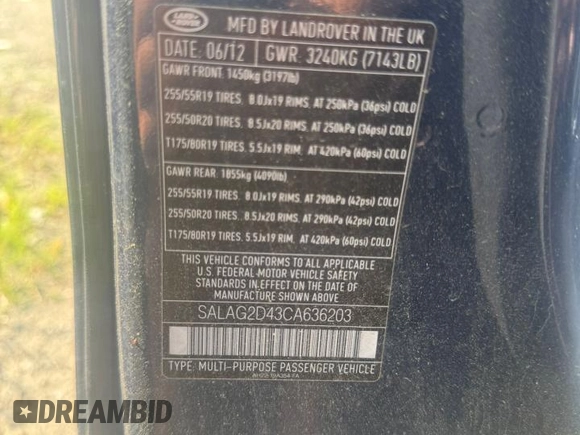 LAND ROVER
MFD BY LANDROVER IN THE UK
DATE: 06/12 GWR: 3240KG (7143LB)
GAWR FRONT: 1450kg (3197lb)
255/55R19 TIRES. 8.0Jx19 RIMS. AT 250kPa (36psi) COLD
255/50R20 TIRES. 8.5Jx20 RIMS. AT 250kPa (36psi) COLD
T175/80R19 TIRES. 5.5Jx19 RIM. AT 420kPa (60psi) COLD
GAWR REAR: 1855kg (4090lb)
255/55R19 TIRES. 8.0Jx19 RIMS. AT 290kPa (42psi) COLD
255/50R20 TIRES. 8.5Jx20 RIMS. AT 290kPa (42psi) COLD
T175/80R19 TIRES. 5.5Jx19 RIM. AT 420kPa (60psi) COLD
THIS VEHICLE CONFORMS TO ALL APPLICABLE
U.S. FEDERAL MOTOR VEHICLE SAFETY
STANDARDS IN EFFECT ON THE DATE OF
MANUFACTURE SHOWN ABOVE.
SALAG2D43CA636203
TYPE: MULTI-PURPOSE PASSENGER VEHICLE
DREAMBID